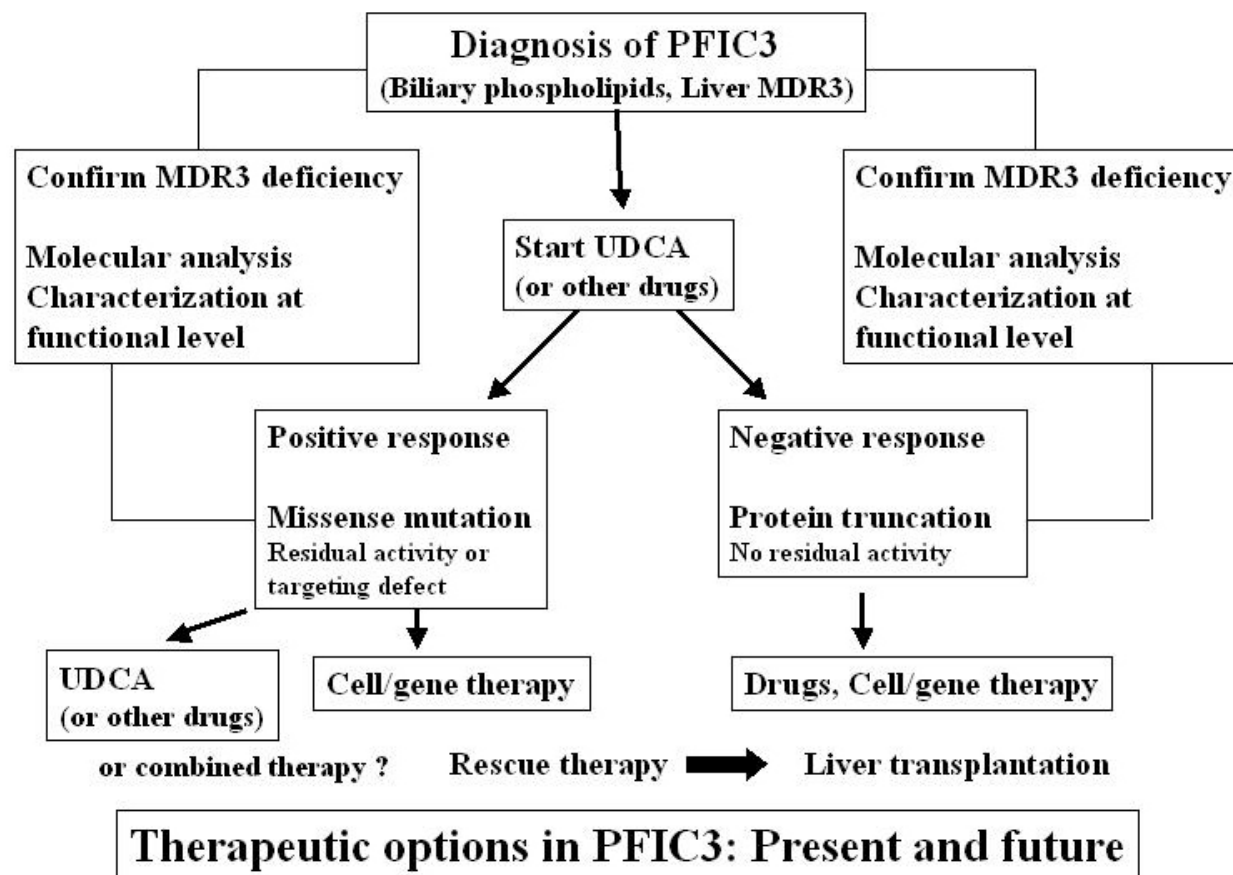 Diagnosis of PFIC3
(Biliary phospholipids, Liver MDR3)
Confirm MDR3 deficiency
Molecular analysis
Characterization at
functional level
Start UDCA
(or other drugs)
Confirm MDR3 deficiency
Molecular analysis
Characterization at
functional level
Positive response
Missense mutation
Residual activity or
targeting defect
Negative response
Protein truncation
No residual activity
UDCA
(or other drugs)
Cell/gene therapy
Drugs, Cell/gene therapy
or combined therapy ?
Rescue therapy
Liver transplantation
Therapeutic options in PFIC3: Present and future